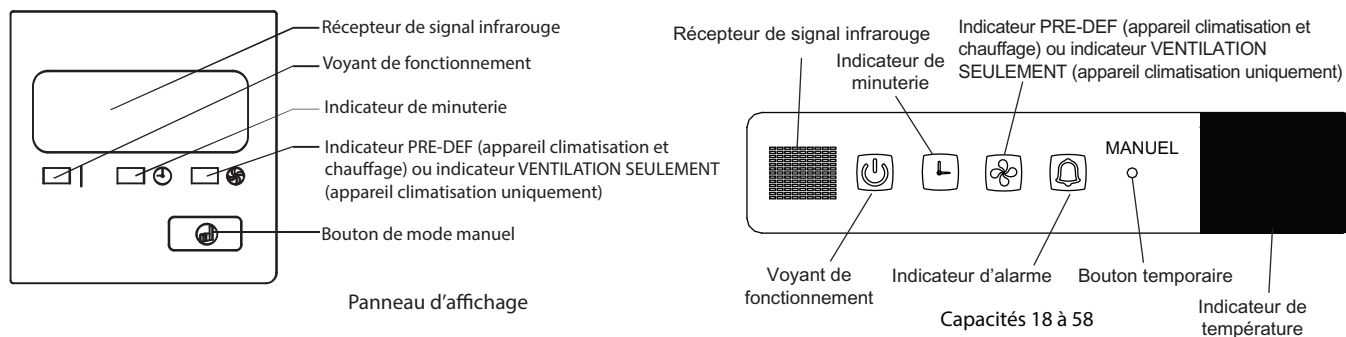 Récepteur de signal infrarouge
Voyant de fonctionnement
Indicateur de minuterie
Indicateur PRE-DEF (appareil climatisation et
chauffage) ou indicateur VENTILATION SEULEMENT
(appareil climatisation uniquement)
Bouton de mode manuel
Panneau d'affichage
Récepteur de signal infrarouge
Indicateur de
minuterie
Indicateur PRE-DEF (appareil climatisation et
chauffage) ou indicateur VENTILATION
SEULEMENT (appareil climatisation uniquement)
MANUEL
Voyant de
fonctionnement
Indicateur d'alarme
Bouton temporaire
Indicateur de
température
Capacités 18 à 58